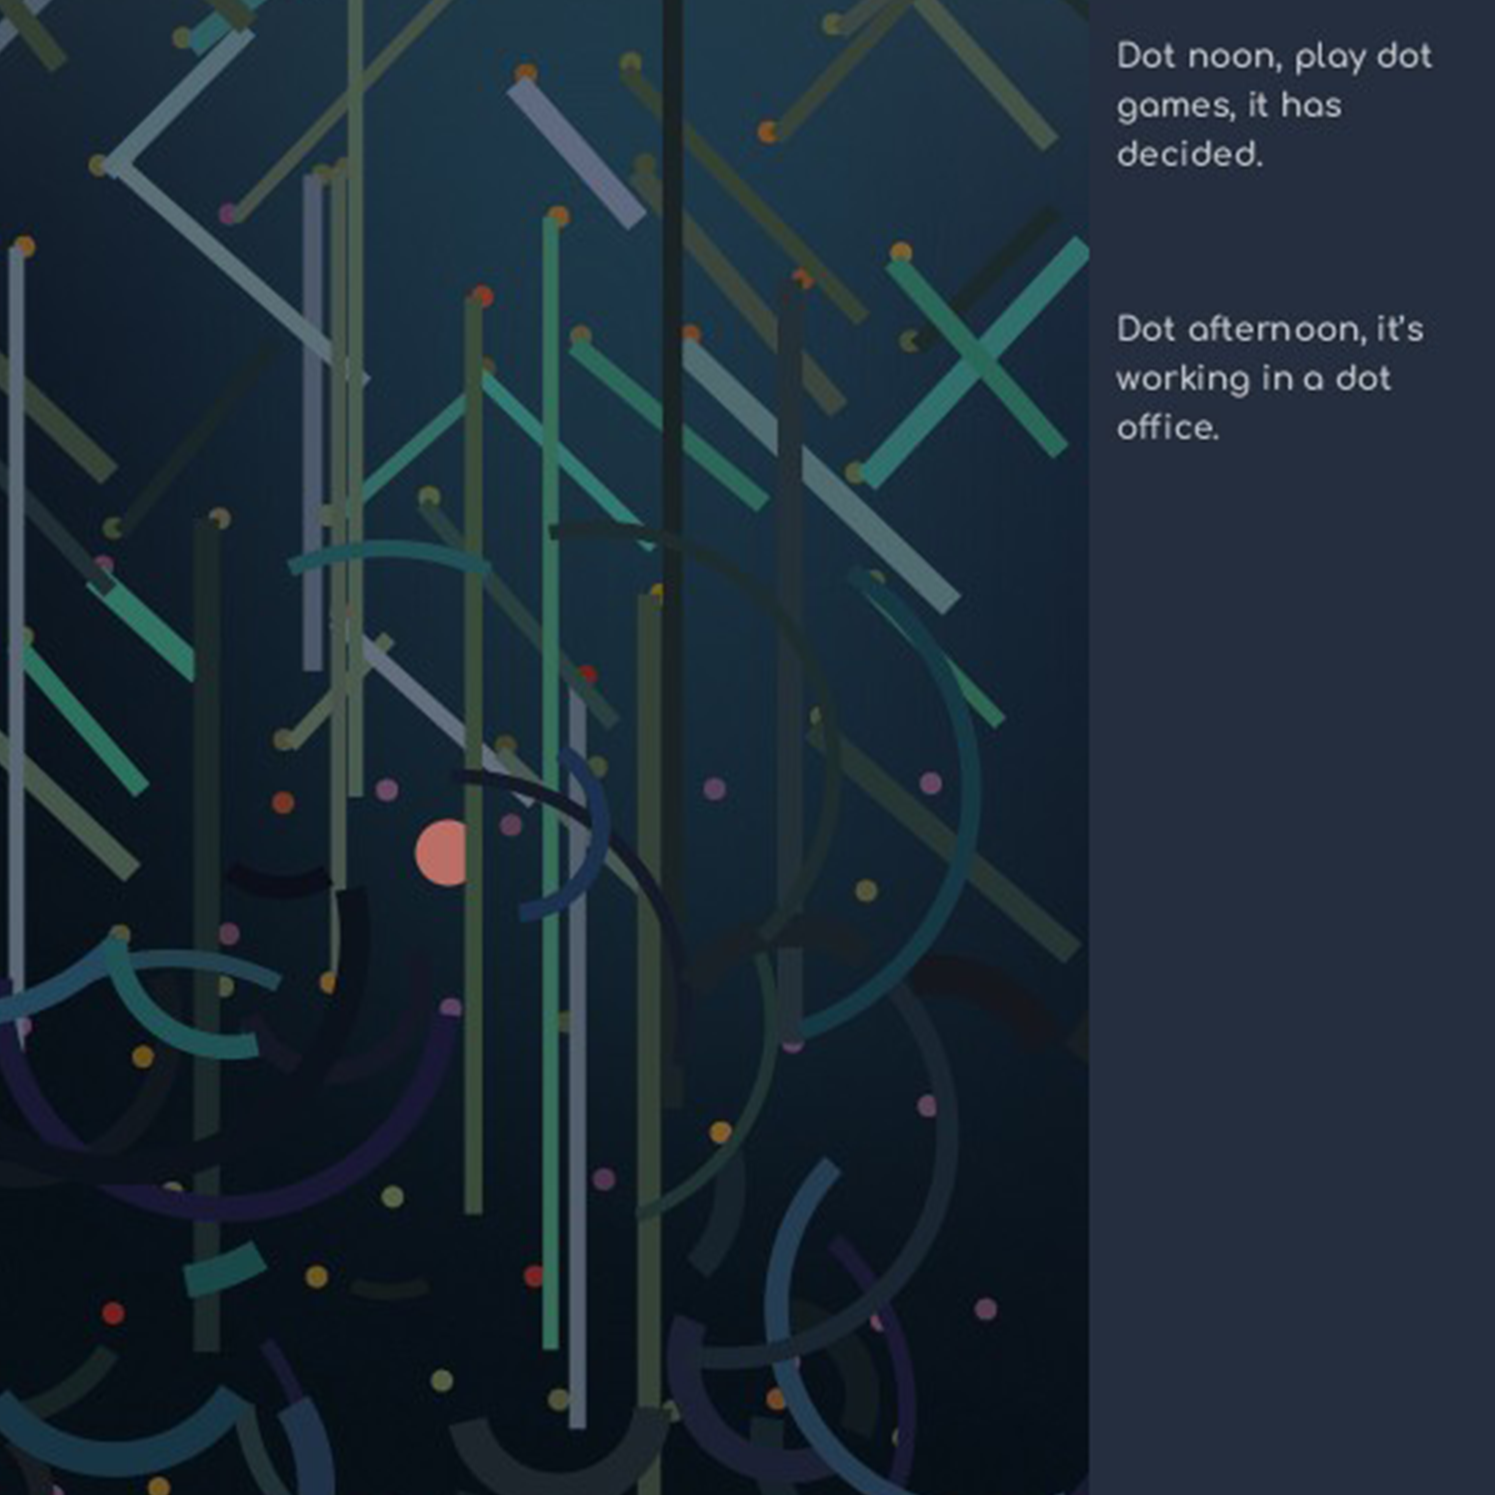 Dot noon, play dot
games, it has
decided.
Dot afternoon, it's
working in a dot
office.